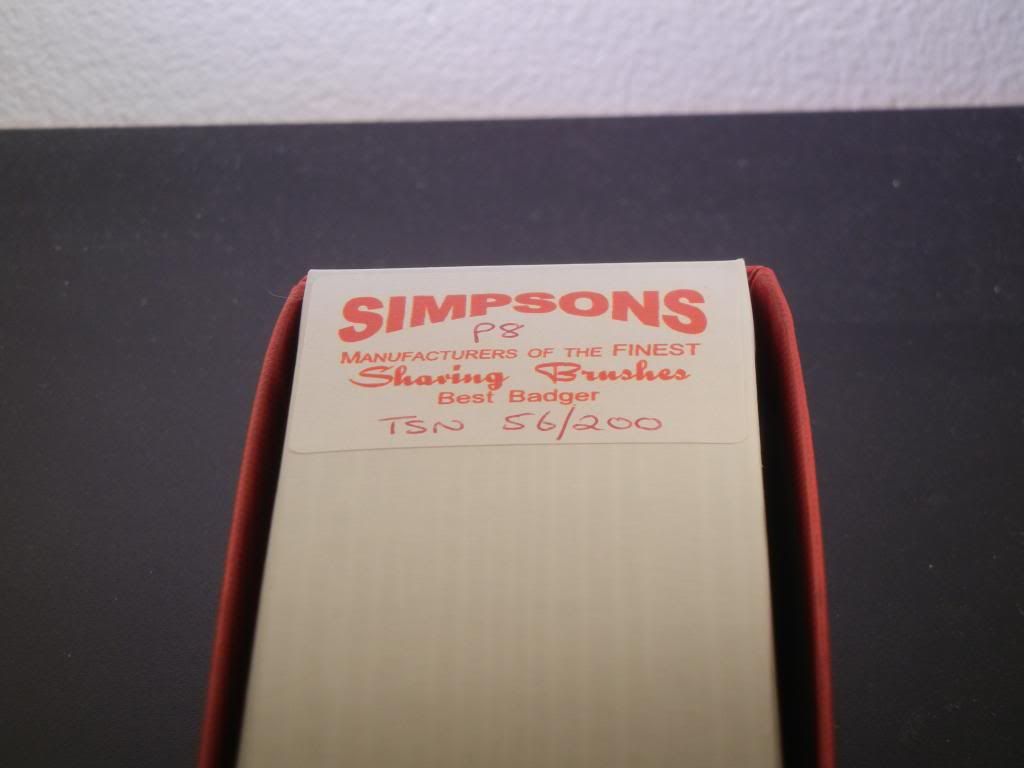 SIMPSONS
P8
MANUFACTURERS OF THE FINEST
Shaving Brushes
Best Badger
TSN 56/200